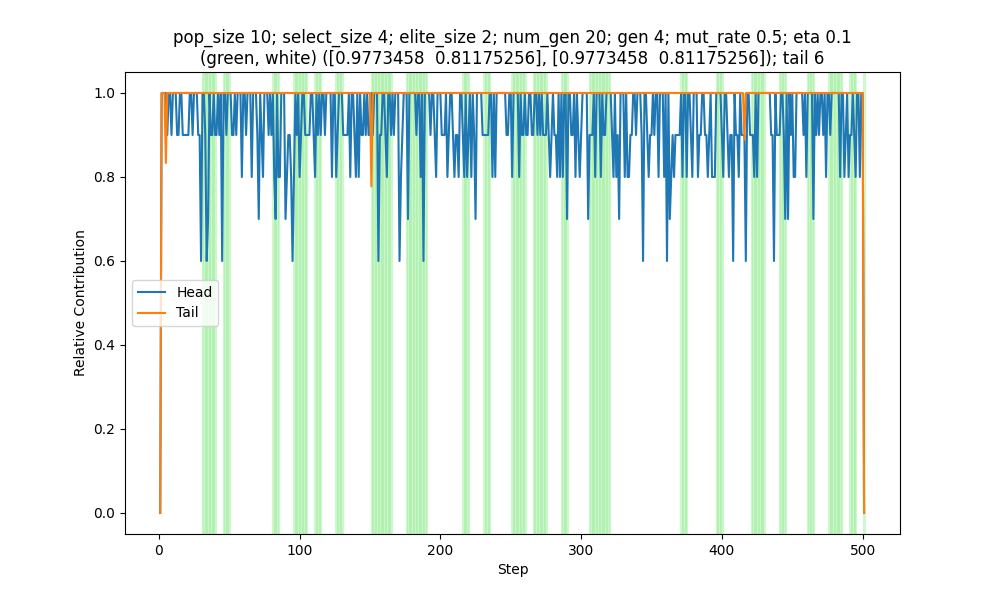 pop_size 10; select_size 4; elite_size 2; num_gen 20; gen 4; mut_rate 0.5; eta 0.1
(green, white) ([0.9773458  0.81175256], [0.9773458  0.81175256]); tail 6
1.0
0.8
0.6
0.4
0.2
0.0
Relative Contribution
Head
Tail
0
100
200
300
400
500
Step